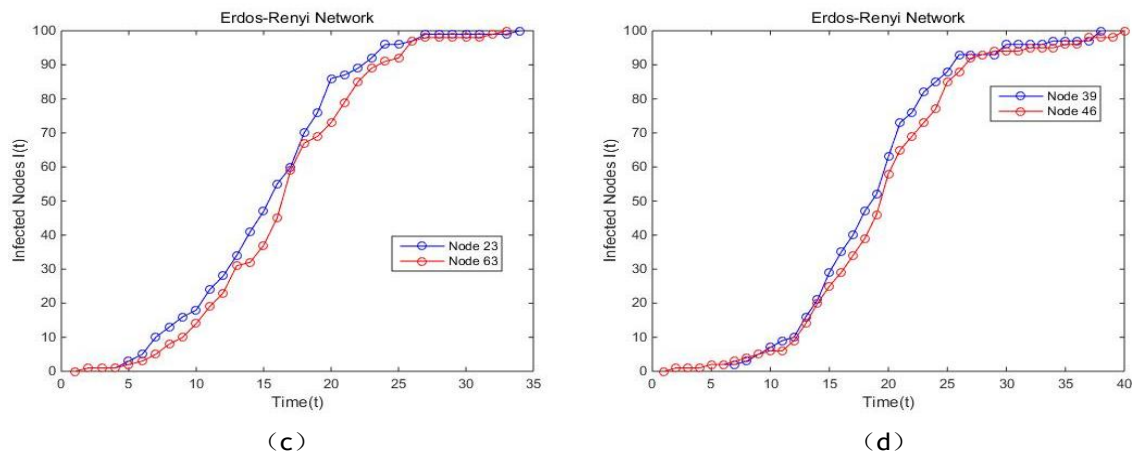 Erdos-Renyi Network
100
90
80
70
60
50
40
30
20
10
0
Infected Nodes I(t)
Node 23
Node 63
0 5 10 15 20 25 30 35
Time(t)
(c)
Erdos-Renyi Network
100
90
80
70
60
50
40
30
20
10
0
Infected Nodes I(t)
Node 39
Node 46
0 5 10 15 20 25 30 35 40
Time(t)
(d)